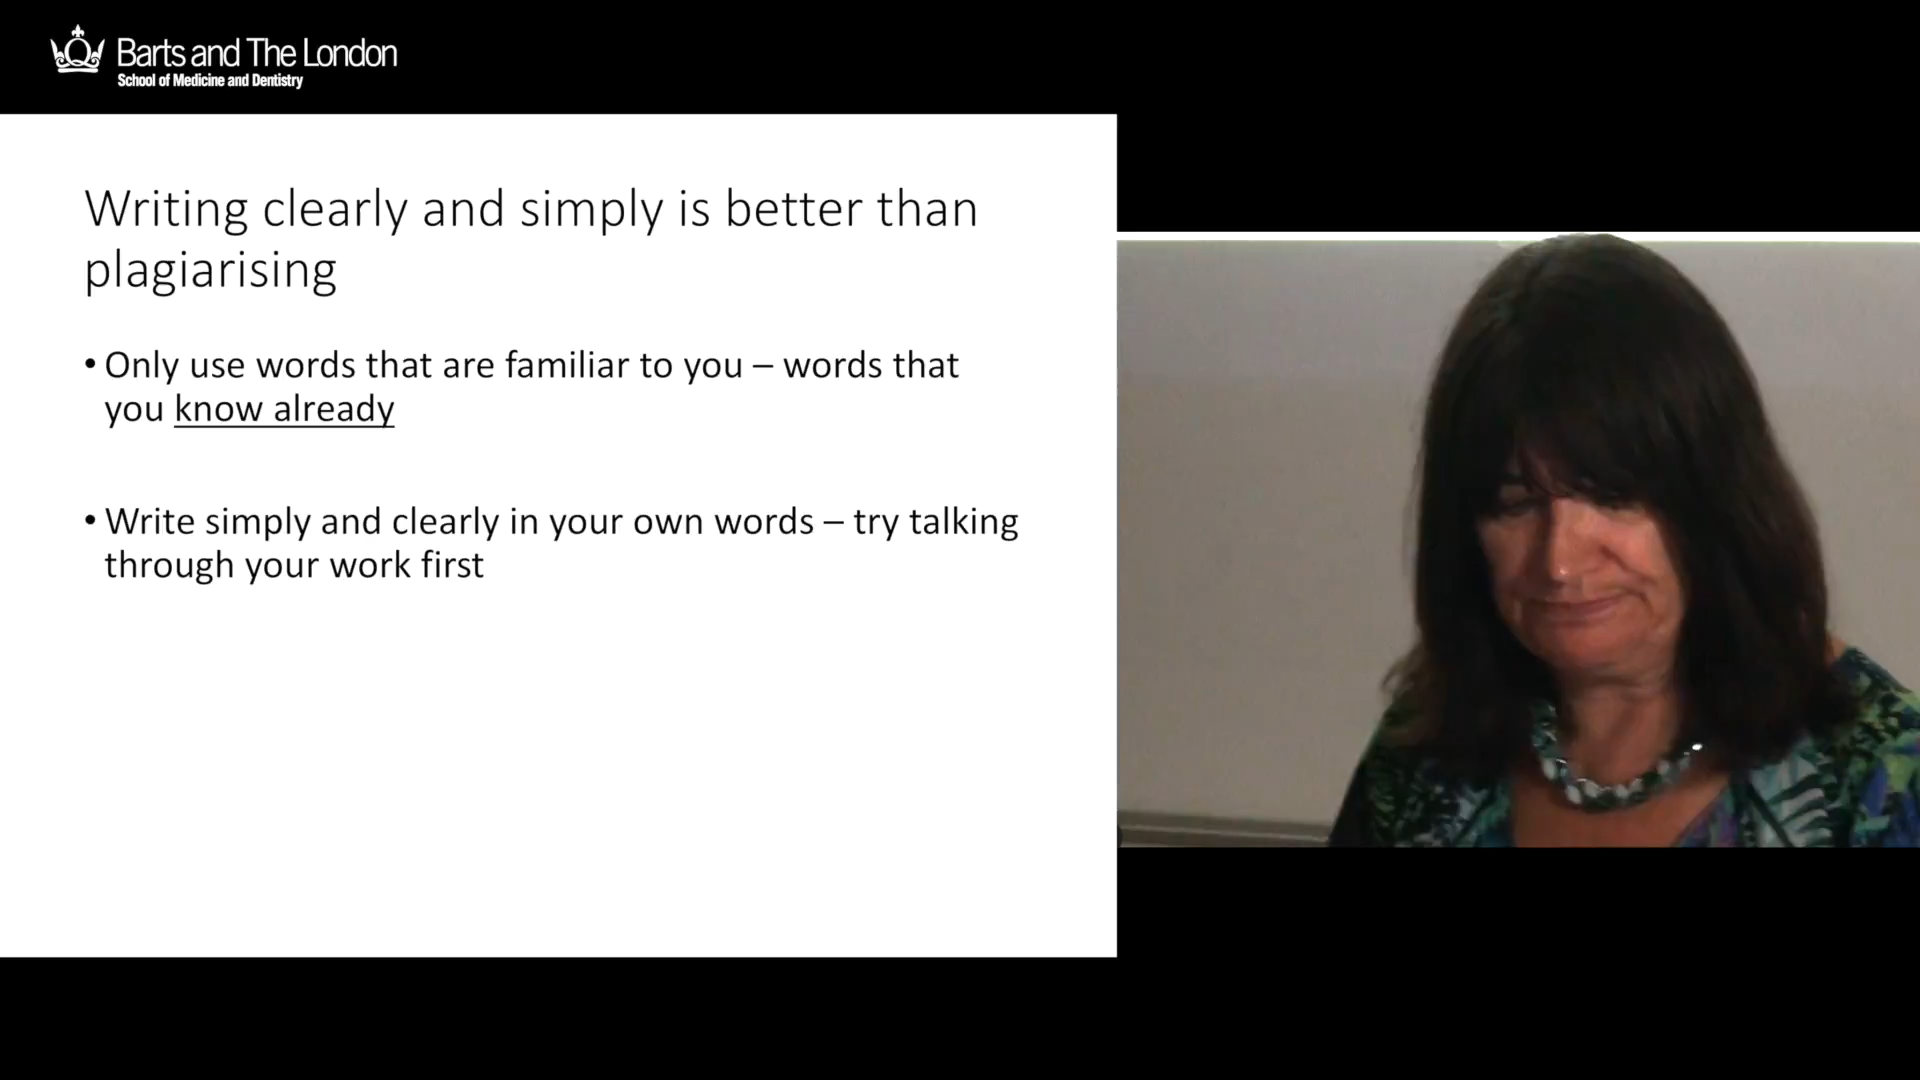 Barts and The London
School of Medicine and Dentistry
Writing clearly and simply is better than
plagiarising
• Only use words that are familiar to you – words that
you know already
• Write simply and clearly in your own words – try talking
through your work first